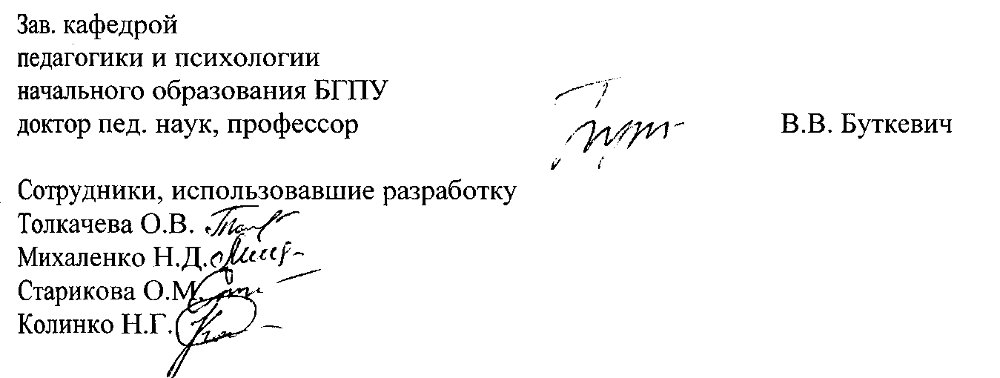 Зав. кафедрой
педагогики и психологии
начального образования БГПУ
доктор пед. наук, профессор В.В. Буткевич
Сотрудники, использовавшие разработку
Толкачева О.В.
Михаленко Н.Д.
Старикова О.М.
Колинко Н.Г.